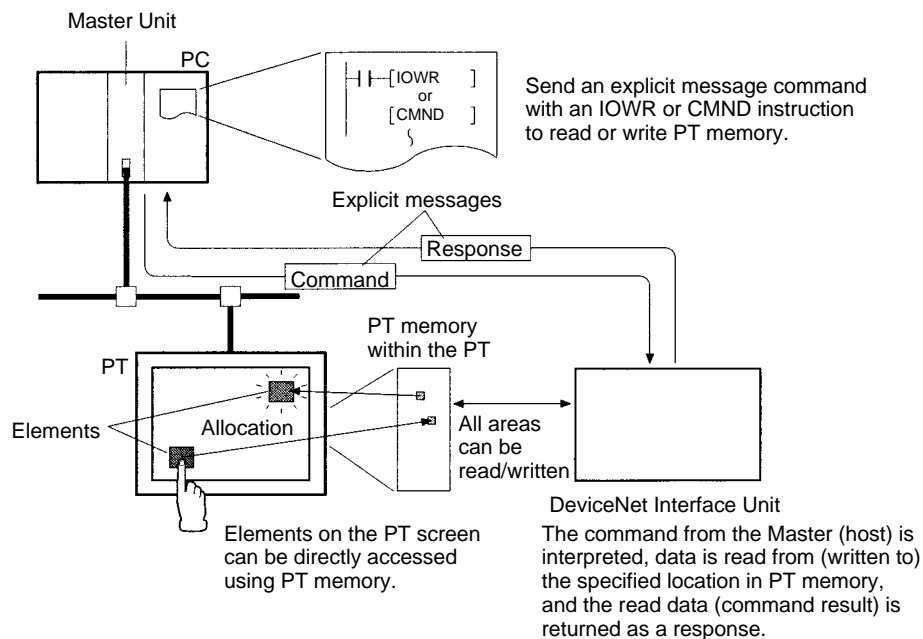 Master Unit
PC
[IOWR ]
or
[CMND ]
Send an explicit message command
with an IOWR or CMND instruction
to read or write PT memory.
Explicit messages
Response
Command
PT memory
within the PT
PT
Elements
Allocation
All areas
can be
read/written
DeviceNet Interface Unit
Elements on the PT screen
can be directly accessed
using PT memory.
The command from the Master (host) is
interpreted, data is read from (written to)
the specified location in PT memory,
and the read data (command result) is
returned as a response.